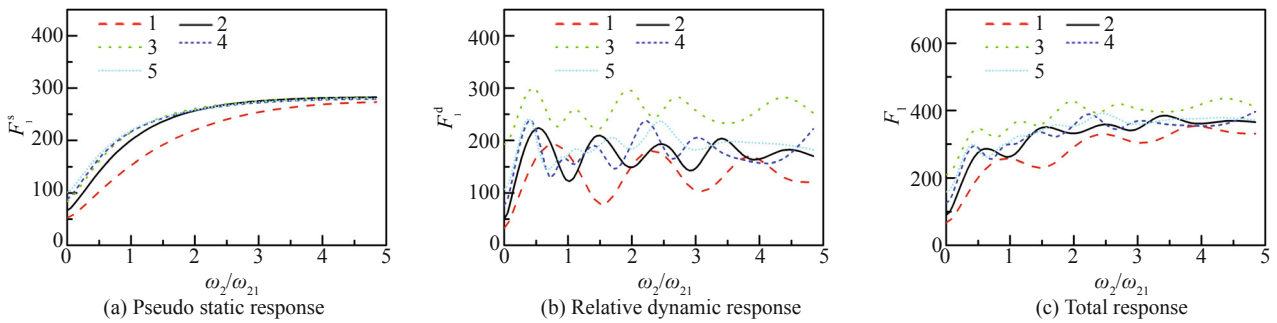 400
300
200
100
0
F₁ˢ
1
2
3
4
5
0 1 2 3 4 5
ω₂/ω₂₁
(a) Pseudo static response
400
300
200
100
0
F₁ᵈ
1
2
3
4
5
0 1 2 3 4 5
ω₂/ω₂₁
(b) Relative dynamic response
600
400
200
0
F₁
1
2
3
4
5
0 1 2 3 4 5
ω₂/ω₂₁
(c) Total response